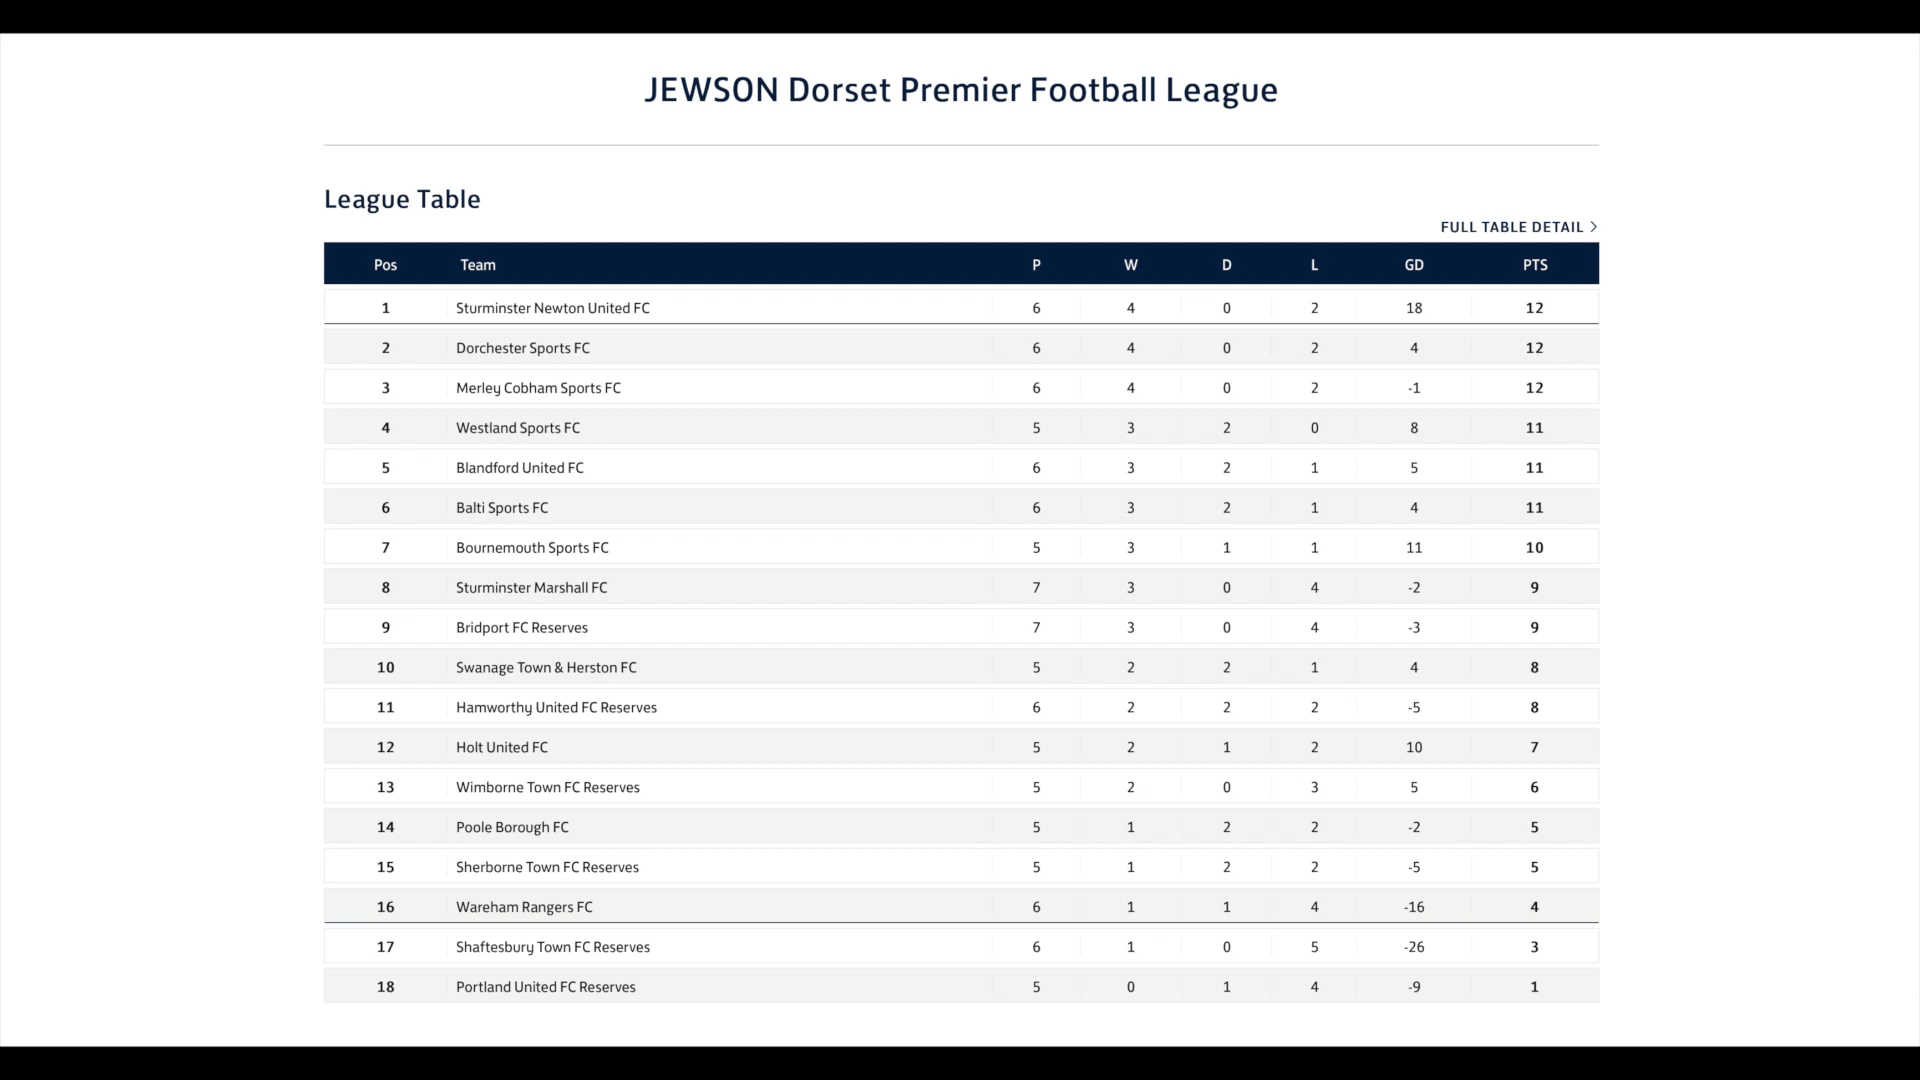 JEWSON Dorset Premier Football League
League Table
FULL TABLE DETAIL >
Pos Team P W D L GD PTS
1 Sturminster Newton United FC 6 4 0 2 18 12
2 Dorchester Sports FC 6 4 0 2 4 12
3 Merley Cobham Sports FC 6 4 0 2 -1 12
4 Westland Sports FC 5 3 2 0 8 11
5 Blandford United FC 6 3 2 1 5 11
6 Balti Sports FC 6 3 2 1 4 11
7 Bournemouth Sports FC 5 3 1 1 11 10
8 Sturminster Marshall FC 7 3 0 4 -2 9
9 Bridport FC Reserves 7 3 0 4 -3 9
10 Swanage Town & Herston FC 5 2 2 1 4 8
11 Hamworthy United FC Reserves 6 2 2 2 -5 8
12 Holt United FC 5 2 1 2 10 7
13 Wimborne Town FC Reserves 5 2 0 3 5 6
14 Poole Borough FC 5 1 2 2 -2 5
15 Sherborne Town FC Reserves 5 1 2 2 -5 5
16 Wareham Rangers FC 6 1 1 4 -16 4
17 Shaftesbury Town FC Reserves 6 1 0 5 -26 3
18 Portland United FC Reserves 5 0 1 4 -9 1